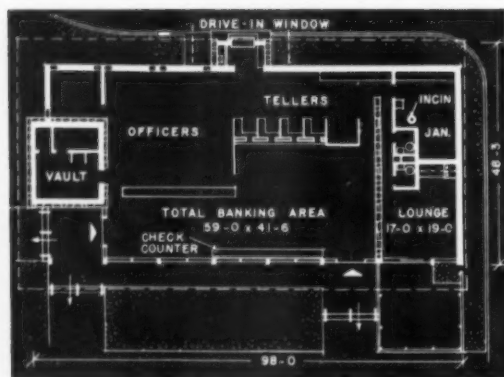 DRIVE-IN WINDOW
TELLERS
INCIN
OFFICERS
JAN.
VAULT
TOTAL BANKING AREA
59-0 x 41-6
LOUNGE
17-0 x 19-0
CHECK
COUNTER
48-3
98-0